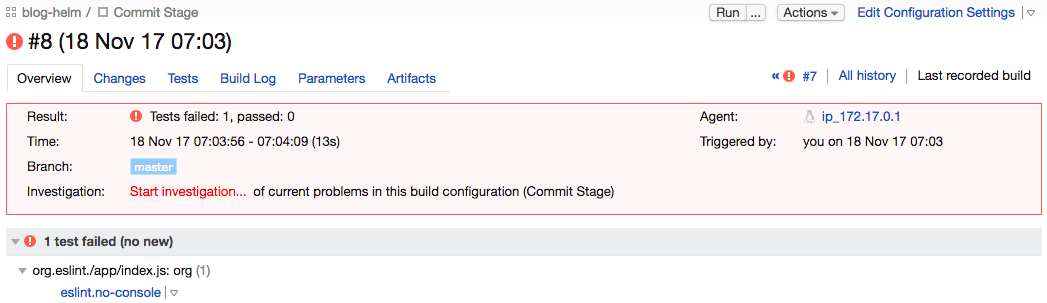 blog-helm / Commit Stage Run ... Actions Edit Configuration Settings
#8 (18 Nov 17 07:03)
Overview Changes Tests Build Log Parameters Artifacts « #7 All history Last recorded build
Result: Tests failed: 1, passed: 0 Agent: ip_172.17.0.1
Time: 18 Nov 17 07:03:56 - 07:04:09 (13s) Triggered by: you on 18 Nov 17 07:03
Branch: master
Investigation: Start investigation... of current problems in this build configuration (Commit Stage)
1 test failed (no new)
org.eslint./app/index.js: org (1)
eslint.no-console